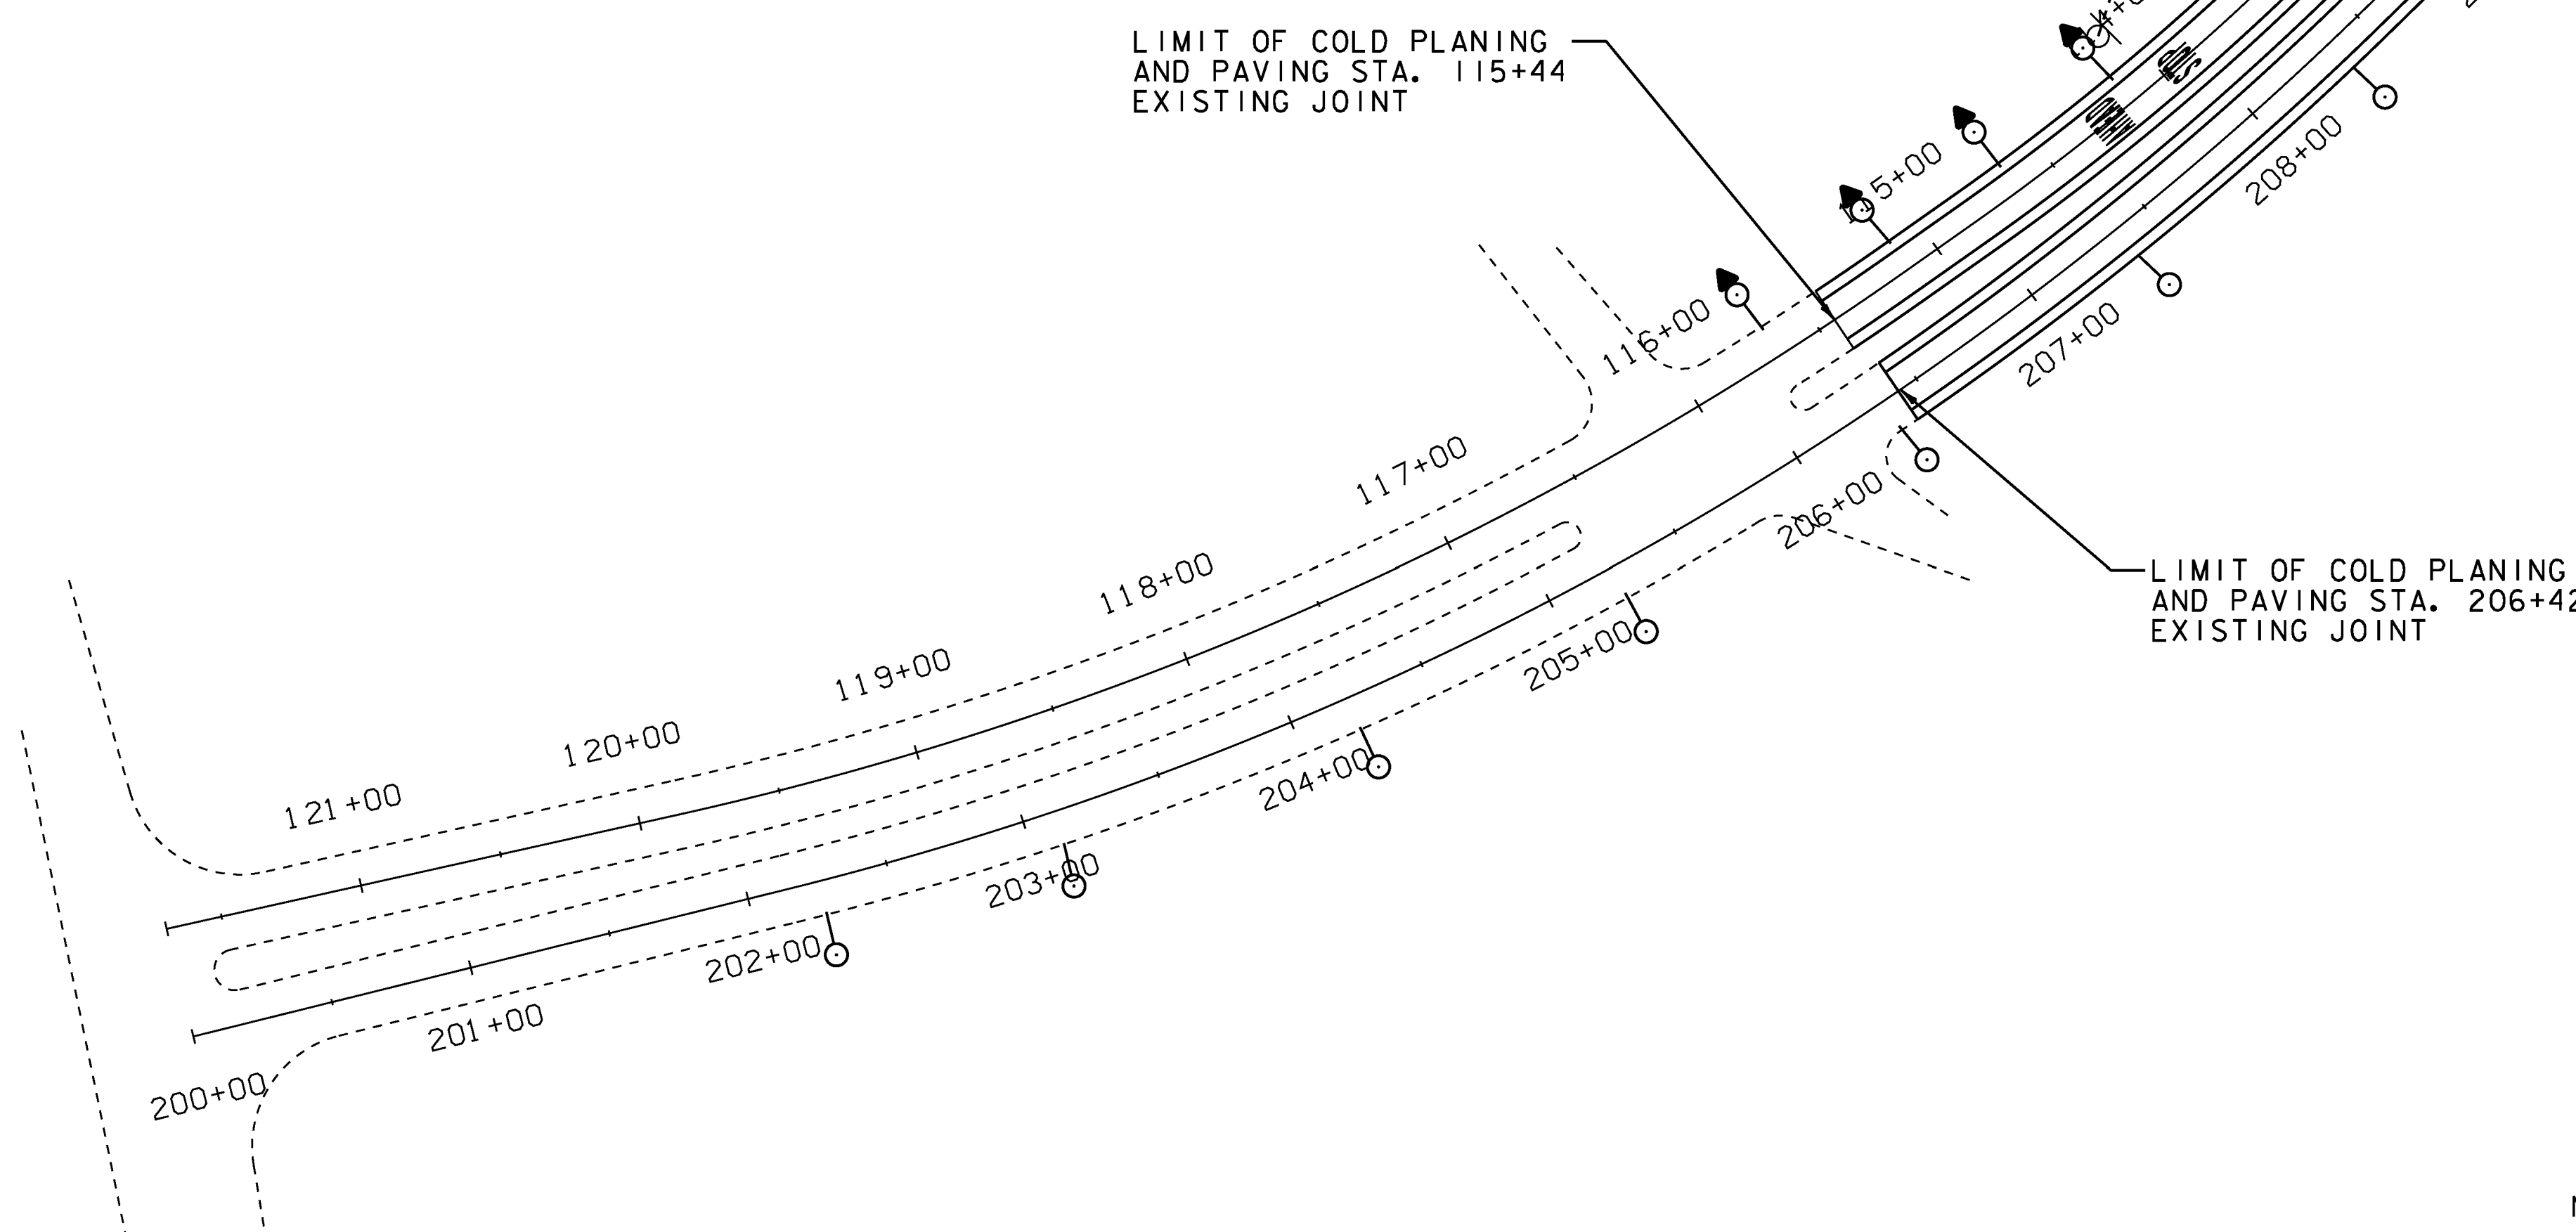 LIMIT OF COLD PLANING
AND PAVING STA. 115+44
EXISTING JOINT
115+00
208+00
116+00
207+00
117+00
206+00
LIMIT OF COLD PLANING
AND PAVING STA. 206+42
EXISTING JOINT
118+00
205+00
119+00
204+00
120+00
203+00
121+00
202+00
201+00
200+00